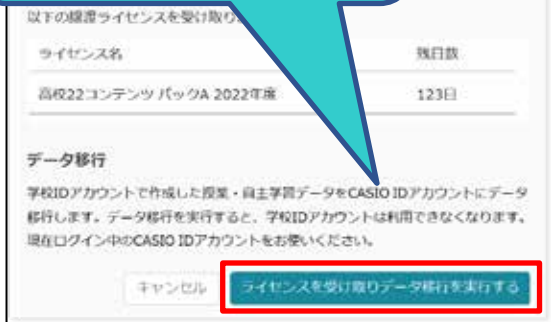 以下の譲渡ライセンスを受け取り
ライセンス名 残日数
高校22コンテンツ パックA 2022年度 123日
データ移行
学校IDアカウントで作成した授業・自主学習データをCASIO IDアカウントにデータ
移行します。データ移行を実行すると、学校IDアカウントは利用できなくなります。
現在ログイン中のCASIO IDアカウントをお使いください。
キャンセル ライセンスを受け取りデータ移行を実行する